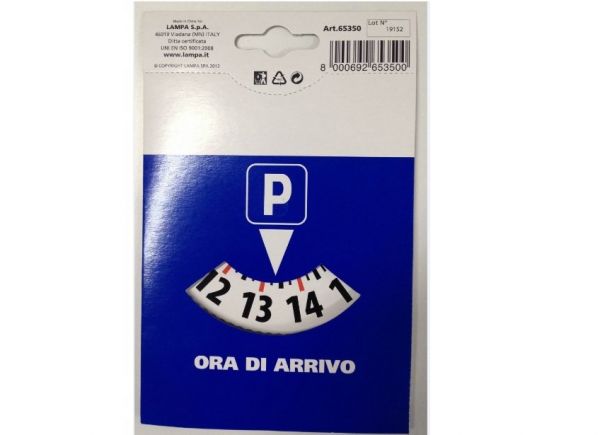 Made in China for
LAMPA S.p.A.
46019 Viadana (MN) ITALY
Ditta certificata
UNI EN ISO 9001:2008
www.lampa.it
© COPYRIGHT LAMPA SPA 2012
Art.65350
Lot N°
19152
8 000692 653500
P
12 13 14 1
ORA DI ARRIVO